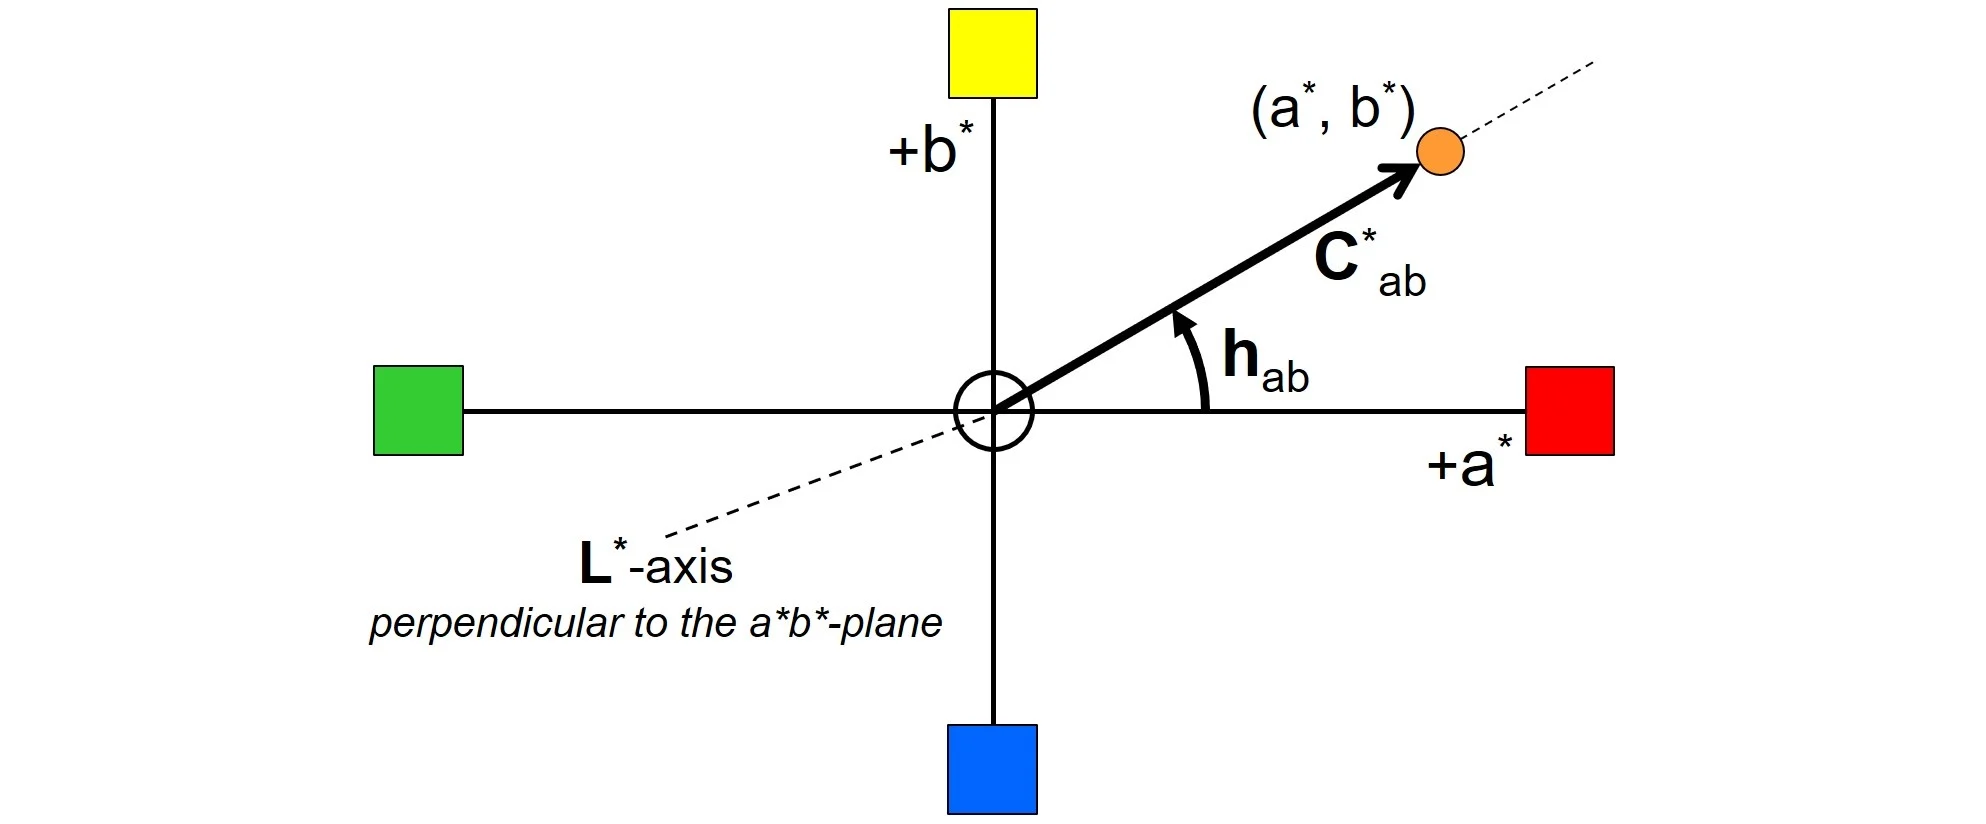 (a*, b*)
+b*
C*ab
hab
+a*
L*-axis
perpendicular to the a*b*-plane